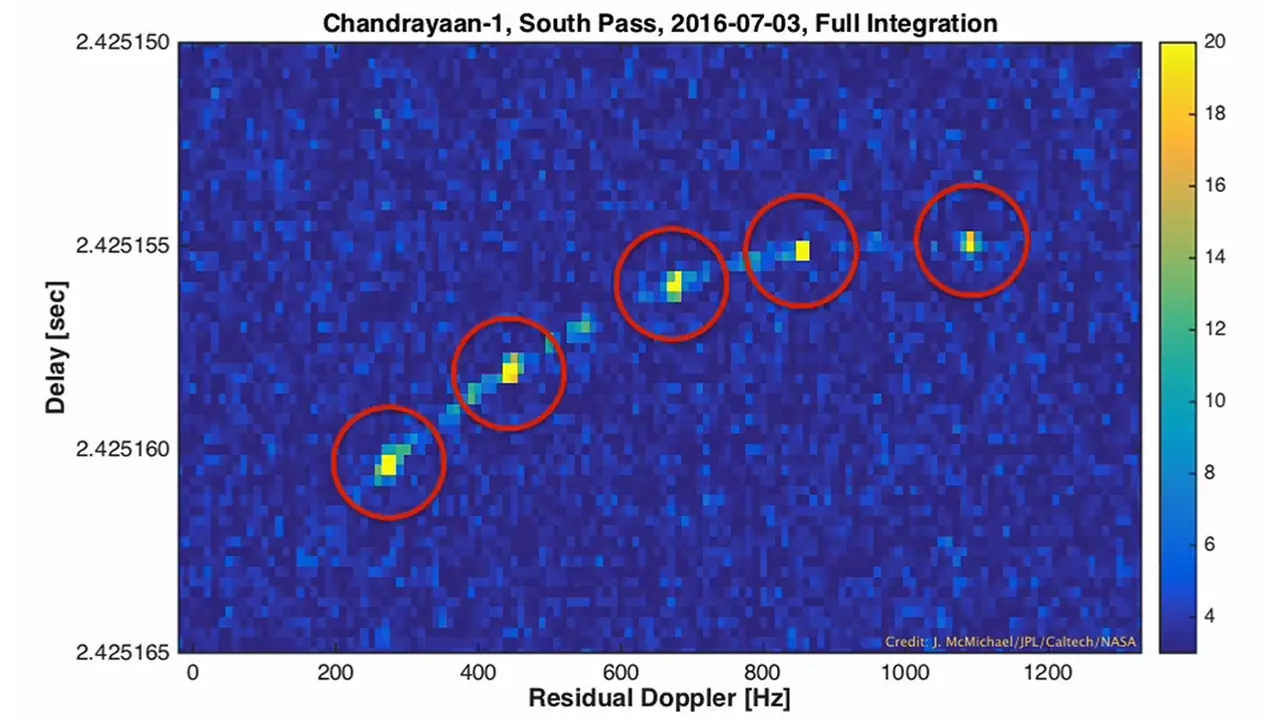 Chandrayaan-1, South Pass, 2016-07-03, Full Integration
2.425150
2.425155
2.425160
2.425165
Delay [sec]
0 200 400 600 800 1000 1200
Residual Doppler [Hz]
20
18
16
14
12
10
8
6
4
Credit: J. McMichael/JPL/Caltech/NASA